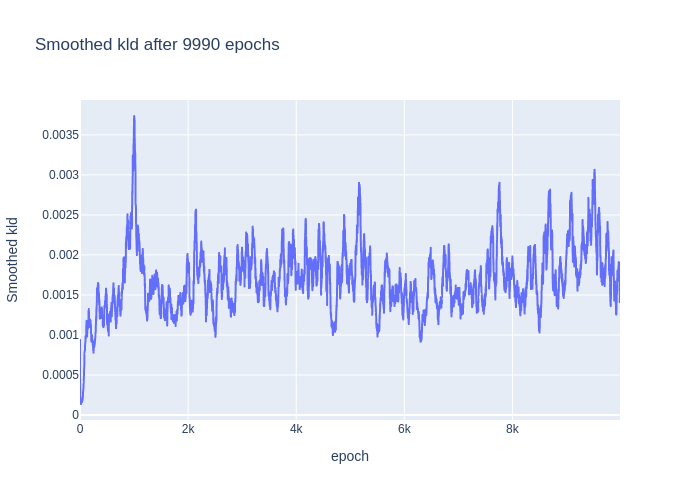 Smoothed kld after 9990 epochs
Smoothed kld
0.0035
0.003
0.0025
0.002
0.0015
0.001
0.0005
0
0 2k 4k 6k 8k
epoch